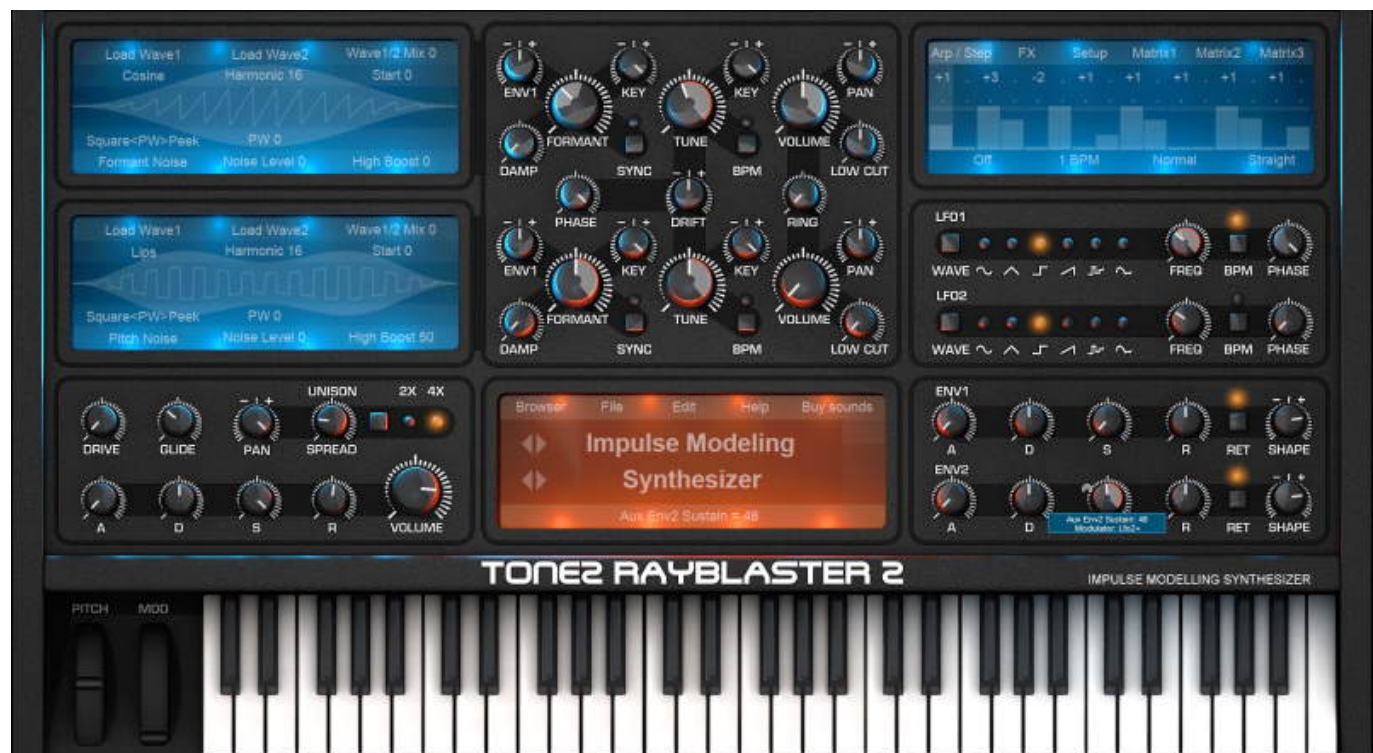 Load Wave1 Load Wave2 Wave1/2 Mix 0
Cosine Harmonic 16 Start 0
Square<PW>Peek PW 0
Formant Noise Noise Level 0 High Boost 0
ENV1 KEY KEY PAN
FORMANT TUNE VOLUME
DAMP SYNC BPM LOW CUT
PHASE DRIFT RING
Arp / Step FX Setup Matrix1 Matrix2 Matrix3
+1 +3 -2 +1 +1 +1 +1
Off 1 BPM Normal Straight
Load Wave1 Load Wave2 Wave1/2 Mix 0
Lips Harmonic 16 Start 0
Square<PW>Peek PW 0
Pitch Noise Noise Level 0 High Boost 50
ENV1 KEY KEY PAN
FORMANT TUNE VOLUME
DAMP SYNC BPM LOW CUT
LFO1
WAVE FREQ BPM PHASE
LFO2
WAVE FREQ BPM PHASE
UNISON 2X 4X
DRIVE GLIDE PAN SPREAD
A D S R VOLUME
Browser File Edit Help Buy sounds
Impulse Modeling
Synthesizer
Aux Env2 Sustain = 48
ENV1
A D S R RET SHAPE
ENV2
A D R RET SHAPE
Aux Env2 Sustain: 48
Modulator: Lfo2+
TONE2 RAYBLASTER 2
IMPULSE MODELLING SYNTHESIZER
PITCH MOD